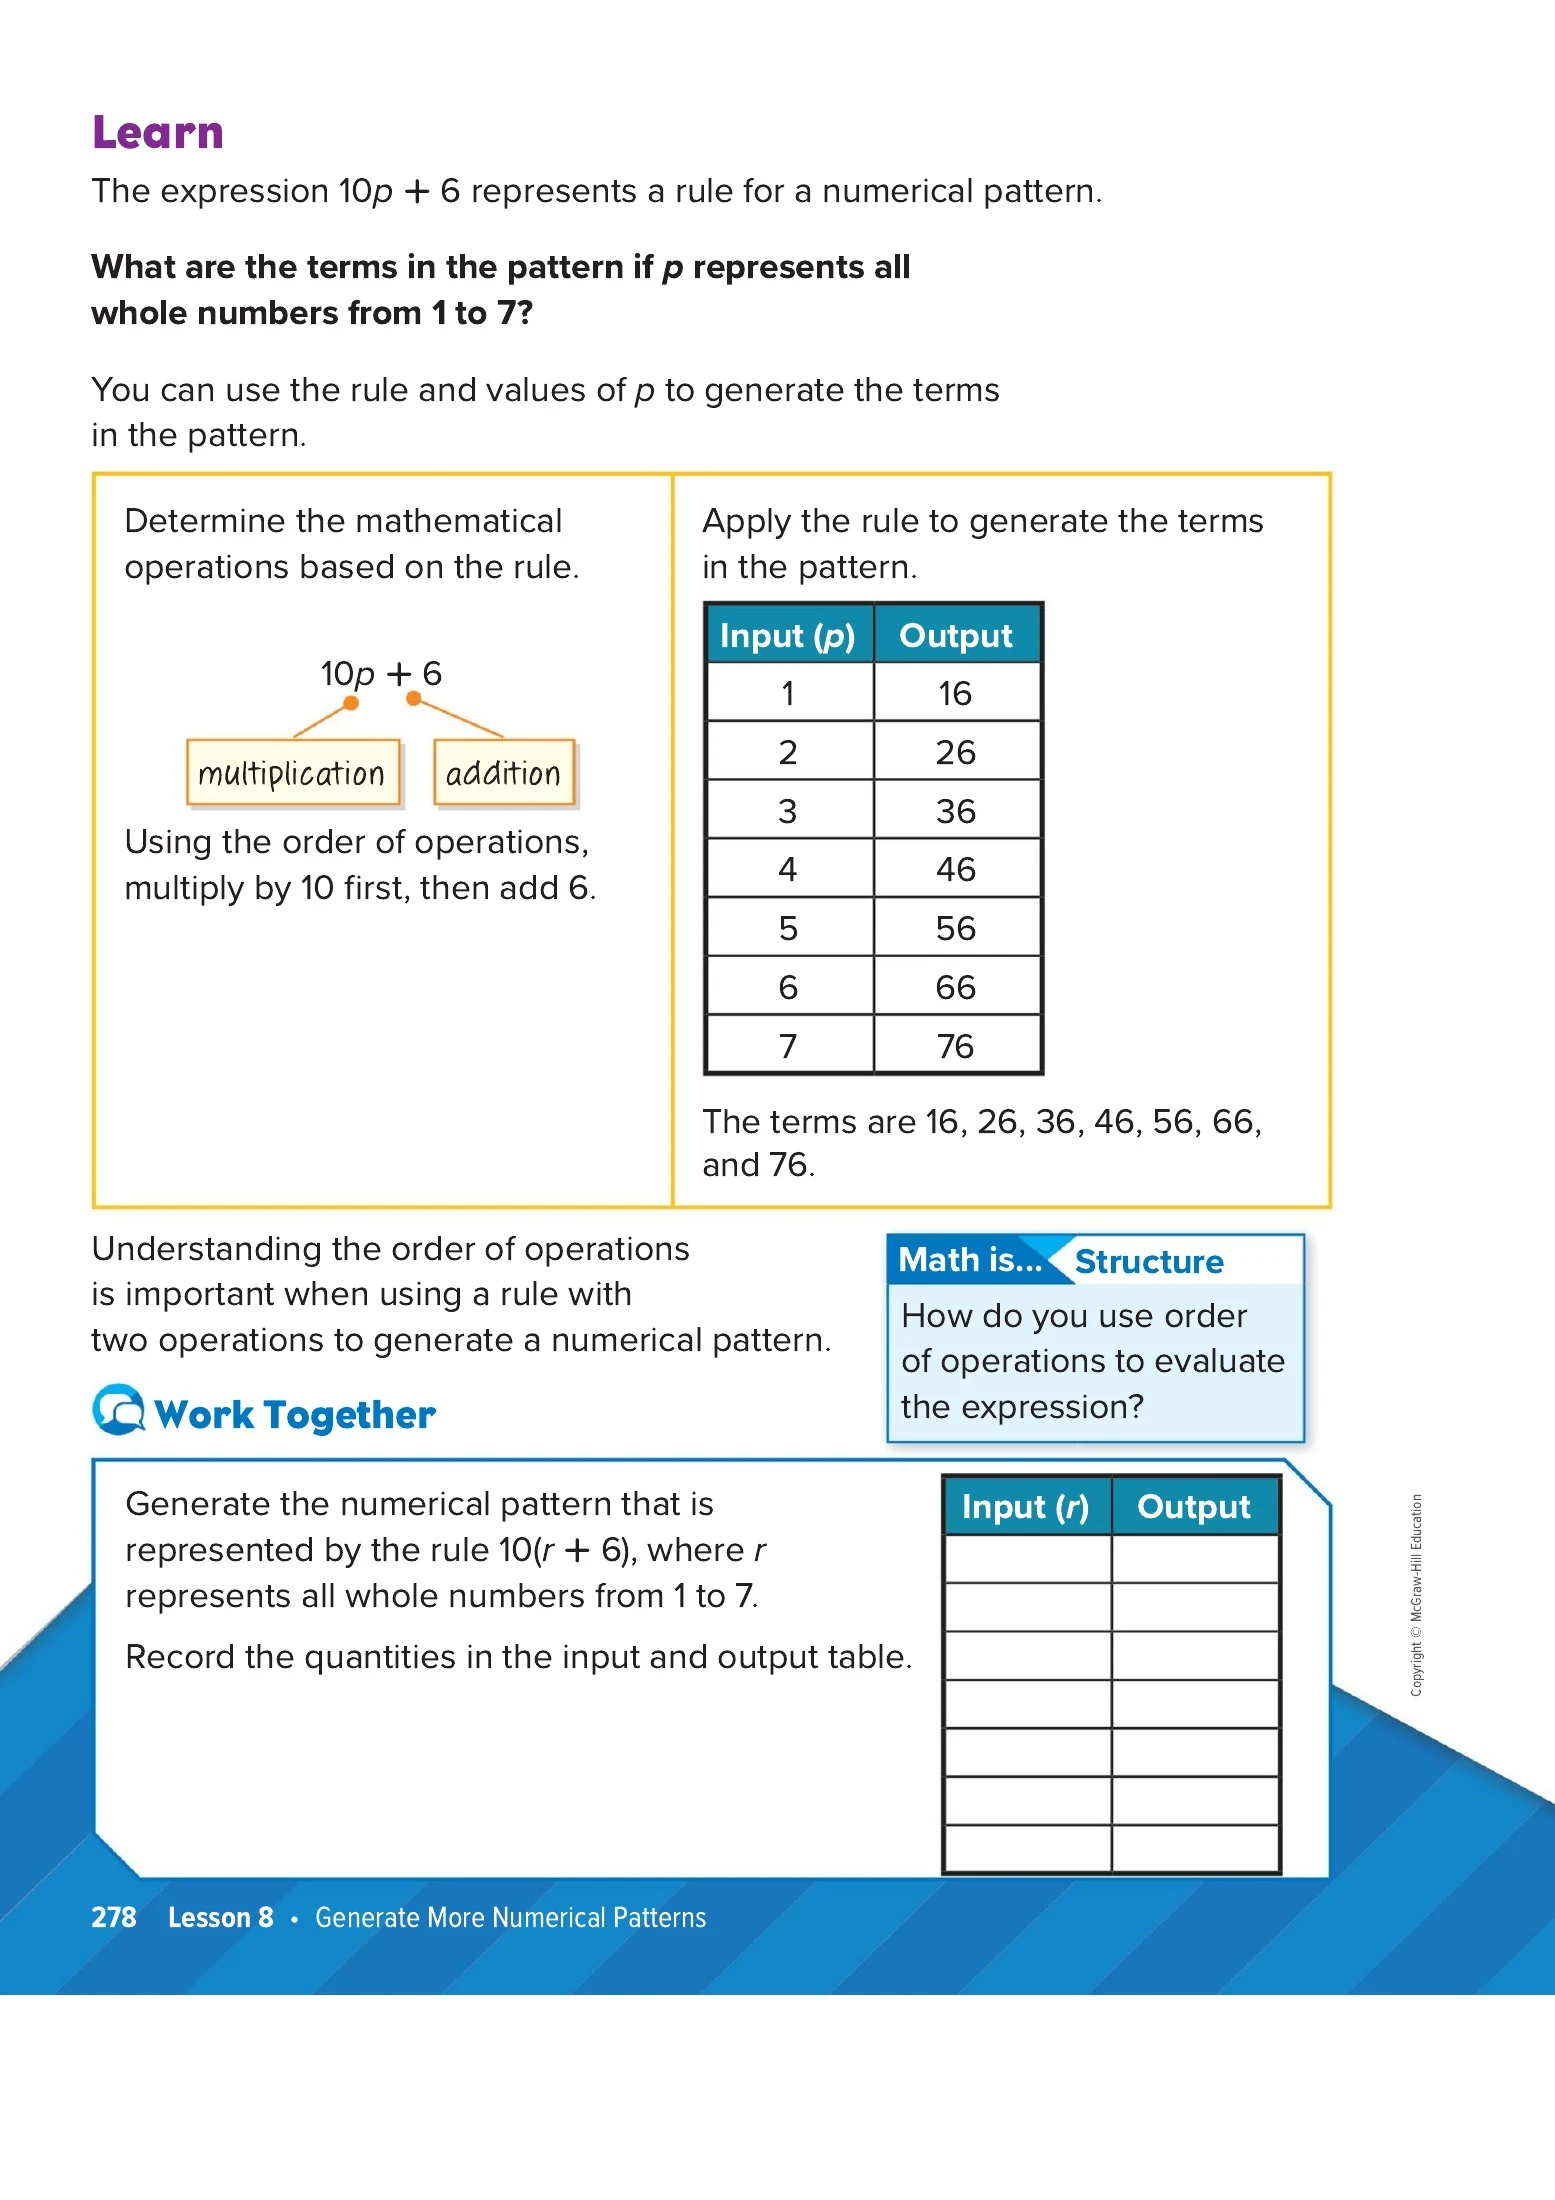 Learn
The expression 10p + 6 represents a rule for a numerical pattern.
What are the terms in the pattern if p represents all
whole numbers from 1 to 7?
You can use the rule and values of p to generate the terms
in the pattern.
Determine the mathematical
operations based on the rule.
10p + 6
multiplication addition
Using the order of operations,
multiply by 10 first, then add 6.
Apply the rule to generate the terms
in the pattern.
Input (p) Output
1 16
2 26
3 36
4 46
5 56
6 66
7 76
The terms are 16, 26, 36, 46, 56, 66,
and 76.
Understanding the order of operations
is important when using a rule with
two operations to generate a numerical pattern.
Math is... Structure
How do you use order
of operations to evaluate
the expression?
Work Together
Generate the numerical pattern that is
represented by the rule 10(r + 6), where r
represents all whole numbers from 1 to 7.
Record the quantities in the input and output table.
Input (r) Output
Copyright © McGraw-Hill Education
278 Lesson 8 • Generate More Numerical Patterns